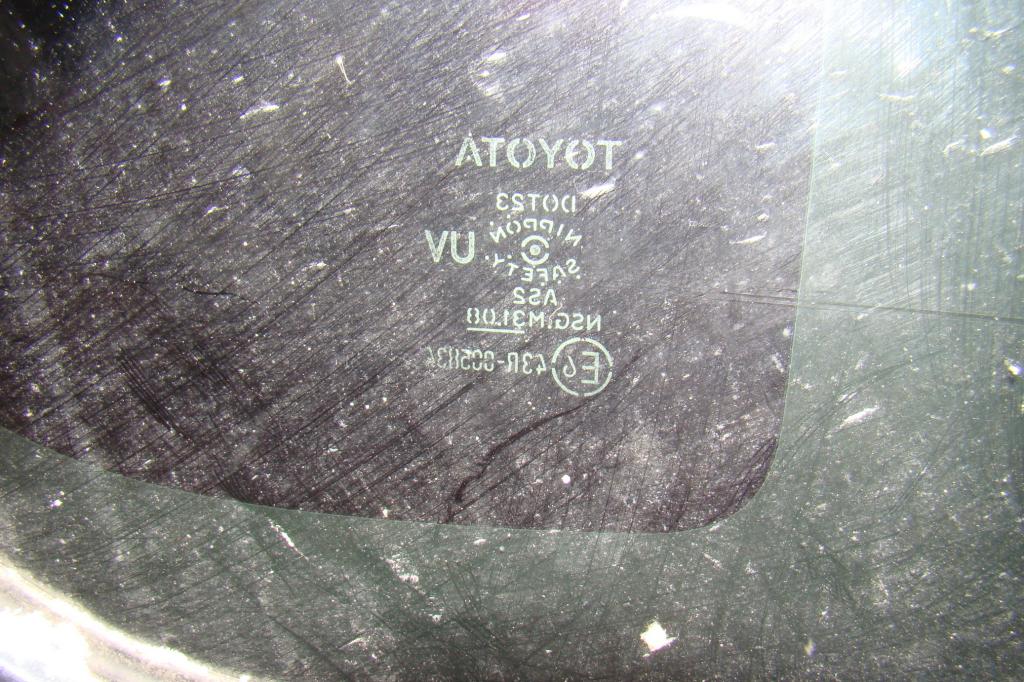 TOYOTA
DOT23
NIPPON
UV
SAFETY
AS2
E6